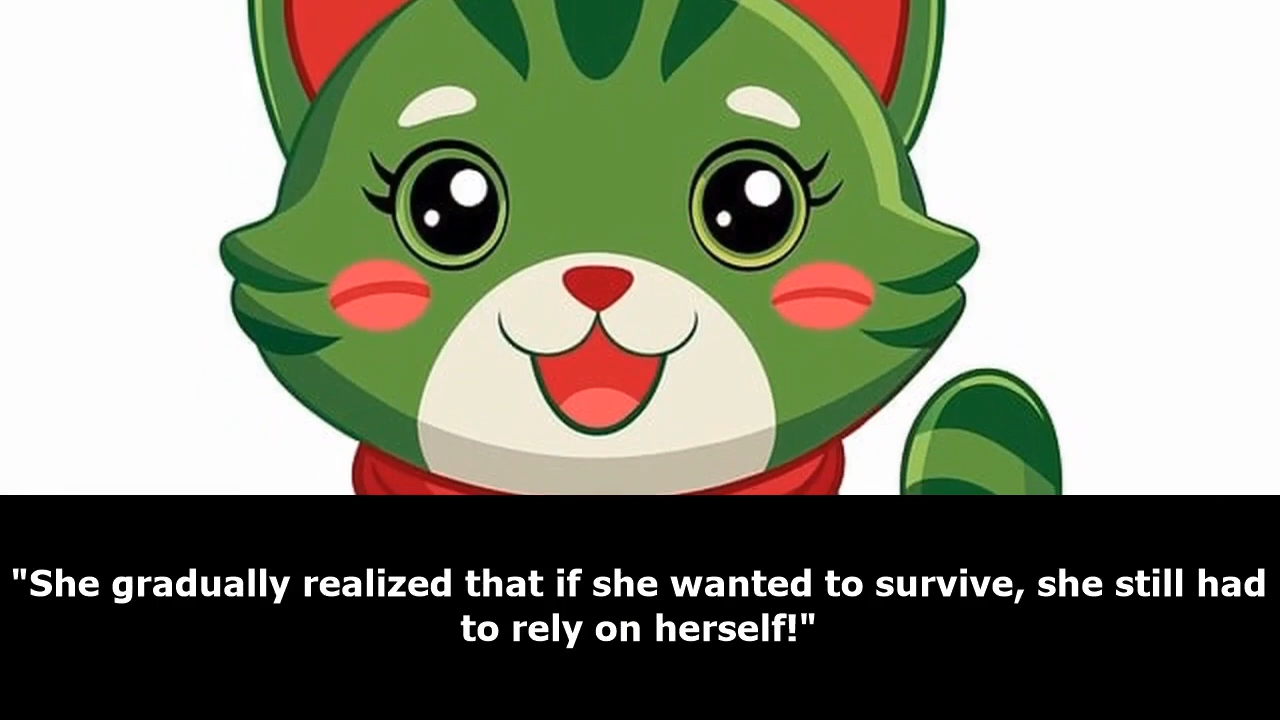 "She gradually realized that if she wanted to survive, she still had
to rely on herself!"